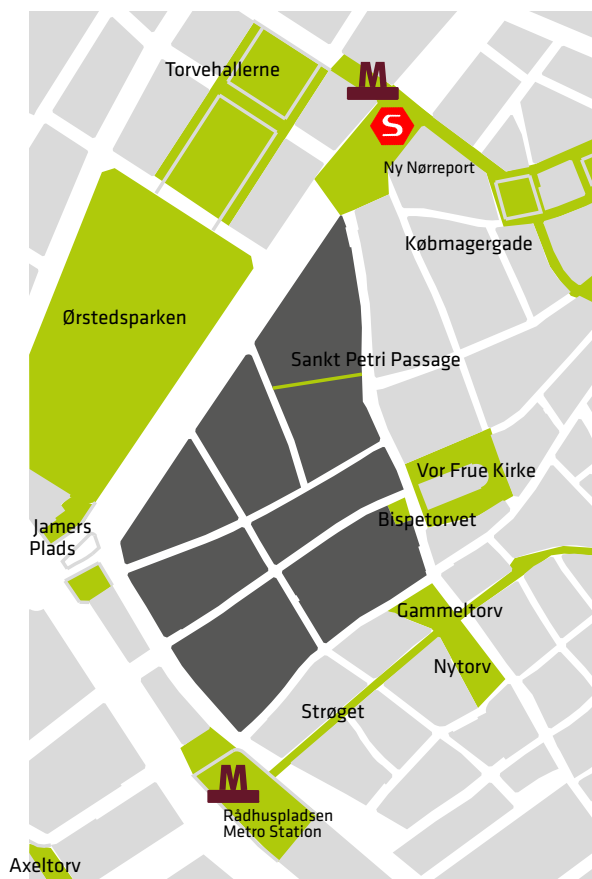 M
Torvehallerne
S
Ny Nørreport
Købmagergade
Ørstedsparken
Sankt Petri Passage
Vor Frue Kirke
Bispetorvet
Jamers
Plads
Gammeltorv
Nytorv
Strøget
M
Rådhuspladsen
Metro Station
Axeltorv